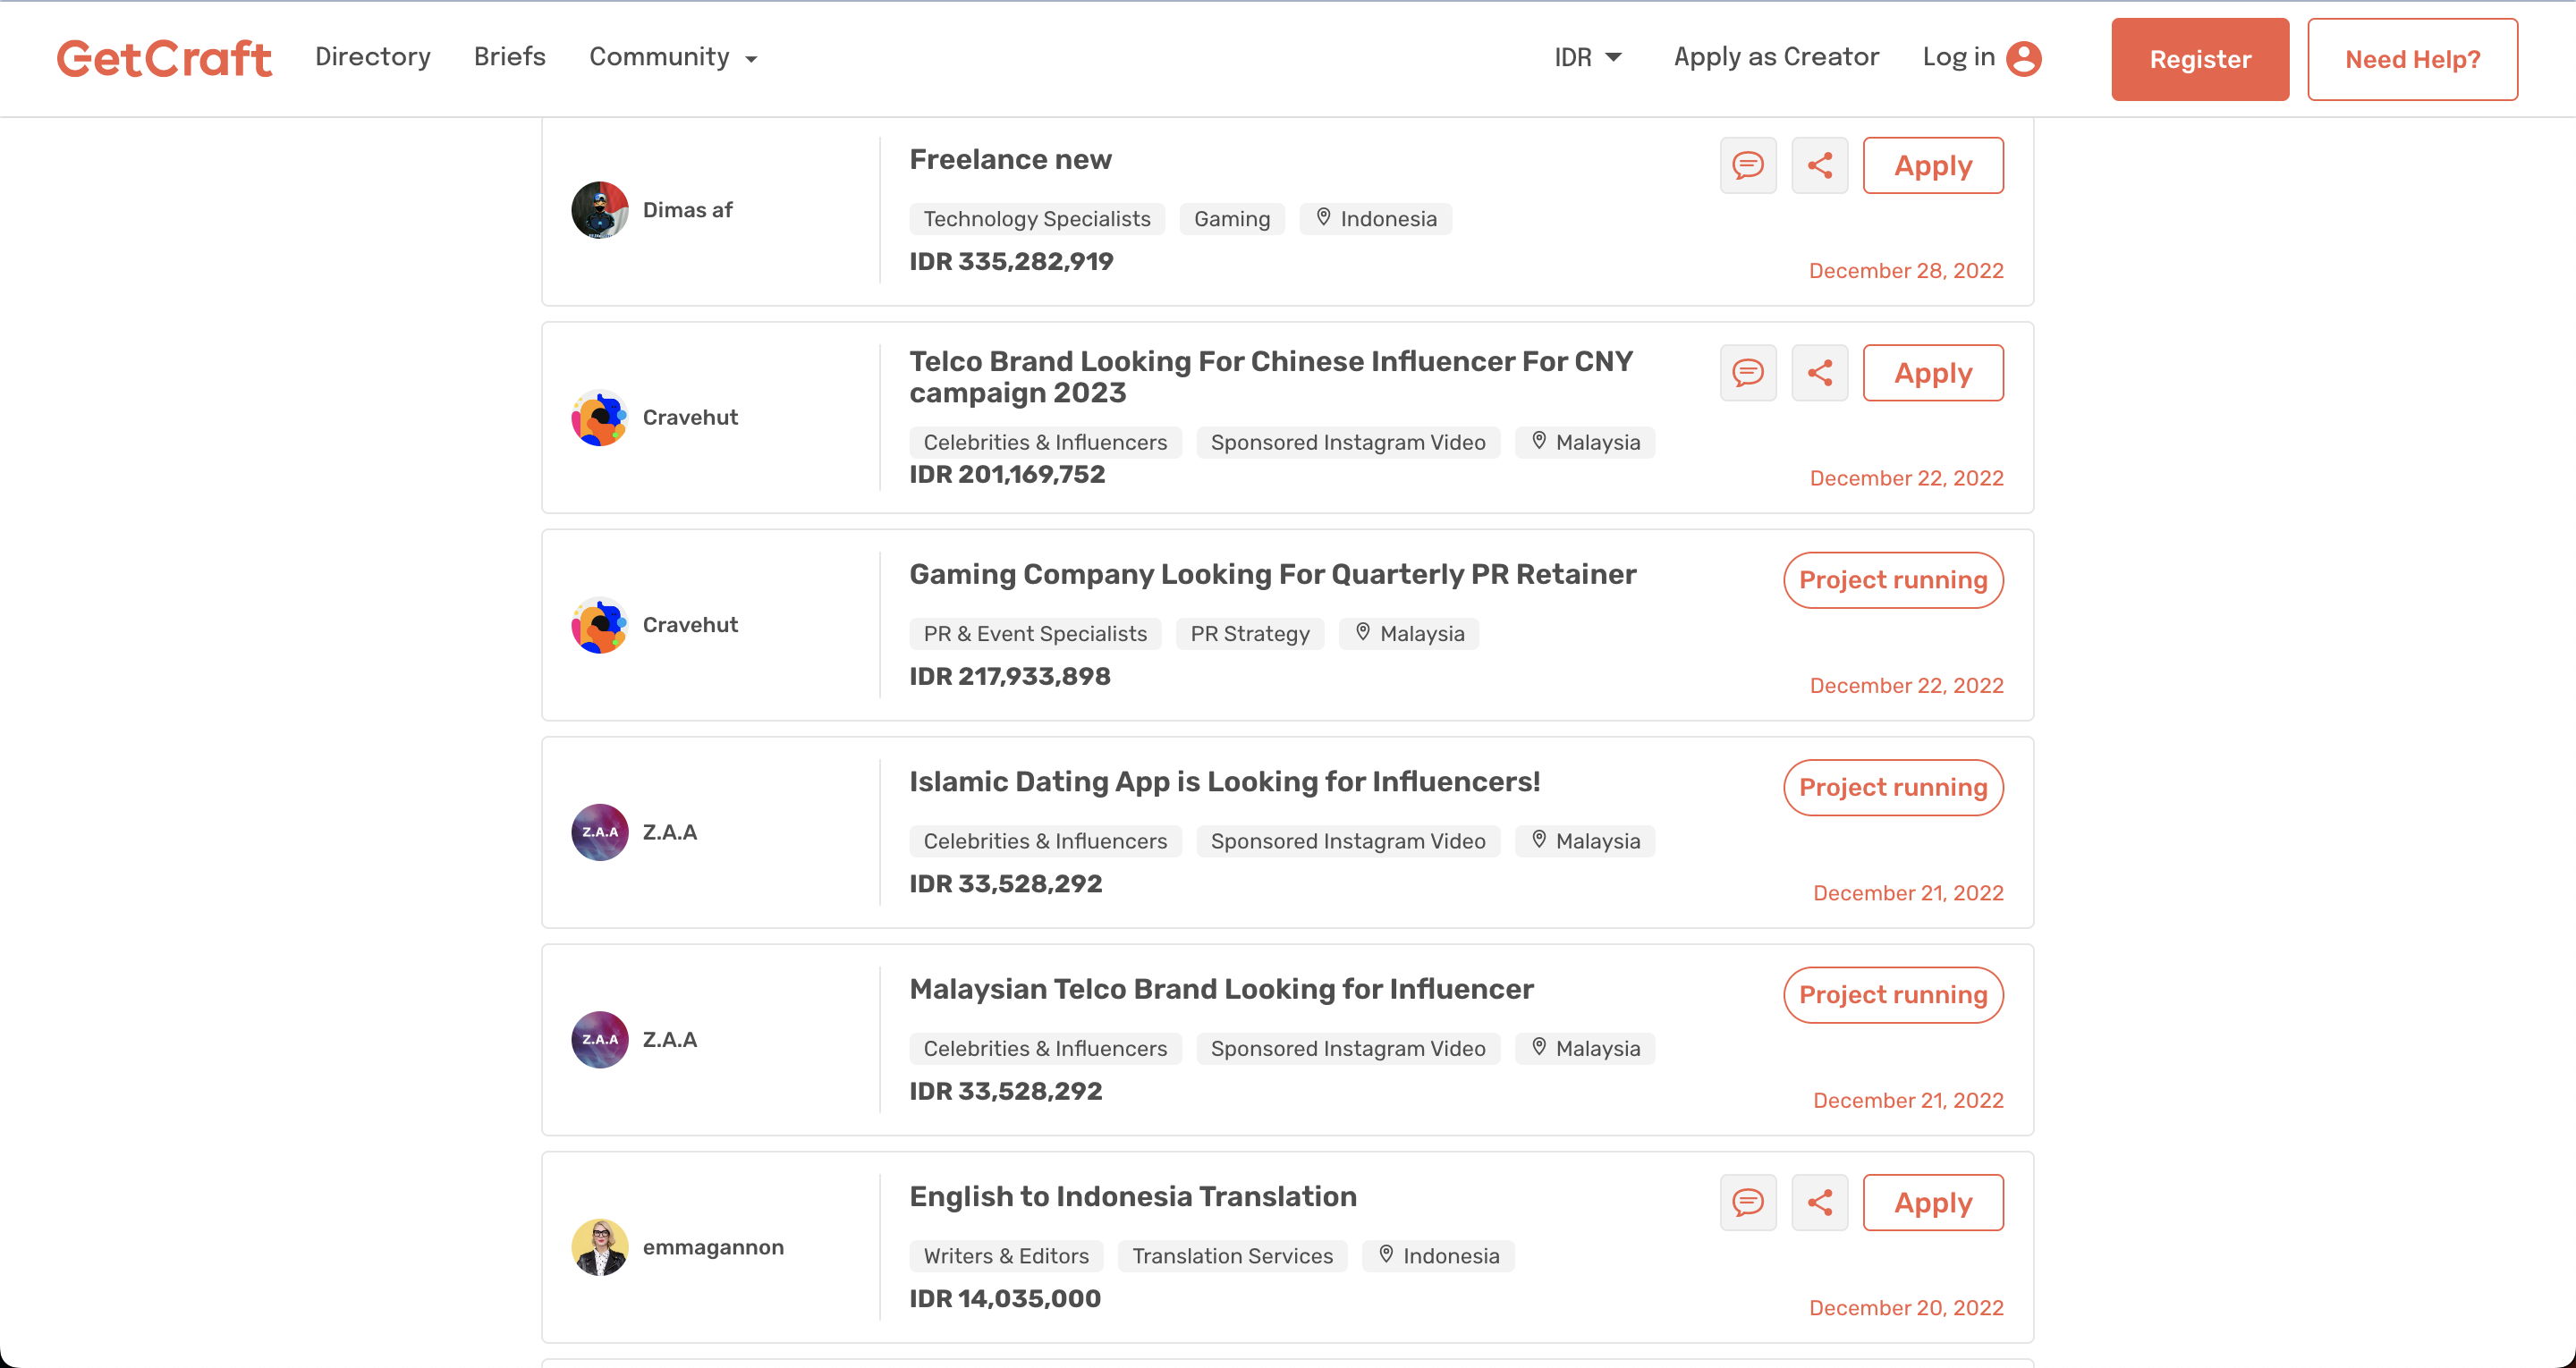 GetCraft
Directory
Briefs
Community
IDR
Apply as Creator
Log in
Register
Need Help?
Dimas af
Freelance new
Technology Specialists
Gaming
Indonesia
IDR 335,282,919
Apply
December 28, 2022
Cravehut
Telco Brand Looking For Chinese Influencer For CNY
campaign 2023
Celebrities & Influencers
Sponsored Instagram Video
Malaysia
IDR 201,169,752
Apply
December 22, 2022
Cravehut
Gaming Company Looking For Quarterly PR Retainer
PR & Event Specialists
PR Strategy
Malaysia
IDR 217,933,898
Project running
December 22, 2022
Z.A.A
Z.A.A
Islamic Dating App is Looking for Influencers!
Celebrities & Influencers
Sponsored Instagram Video
Malaysia
IDR 33,528,292
Project running
December 21, 2022
Z.A.A
Z.A.A
Malaysian Telco Brand Looking for Influencer
Celebrities & Influencers
Sponsored Instagram Video
Malaysia
IDR 33,528,292
Project running
December 21, 2022
emmagannon
English to Indonesia Translation
Writers & Editors
Translation Services
Indonesia
IDR 14,035,000
Apply
December 20, 2022